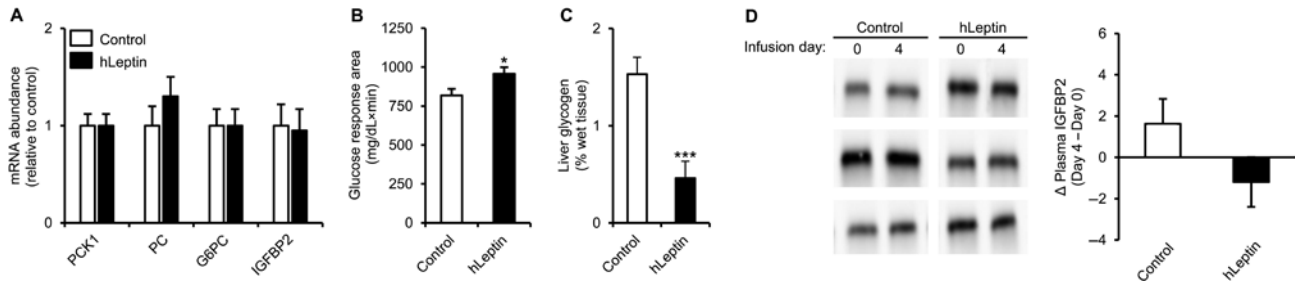 A
mRNA abundance
(relative to control)
2
1
0
Control
hLeptin
PCK1
PC
G6PC
IGFBP2
B
Glucose response area
(mg/dL×min)
1250
1000
750
500
250
0
*
Control
hLeptin
C
Liver glycogen
(% wet tissue)
2
1
0
***
Control
hLeptin
D
Control hLeptin
Infusion day: 0 4 0 4
Δ Plasma IGFBP2
(Day 4 – Day 0)
6
4
2
0
−2
−4
Control
hLeptin